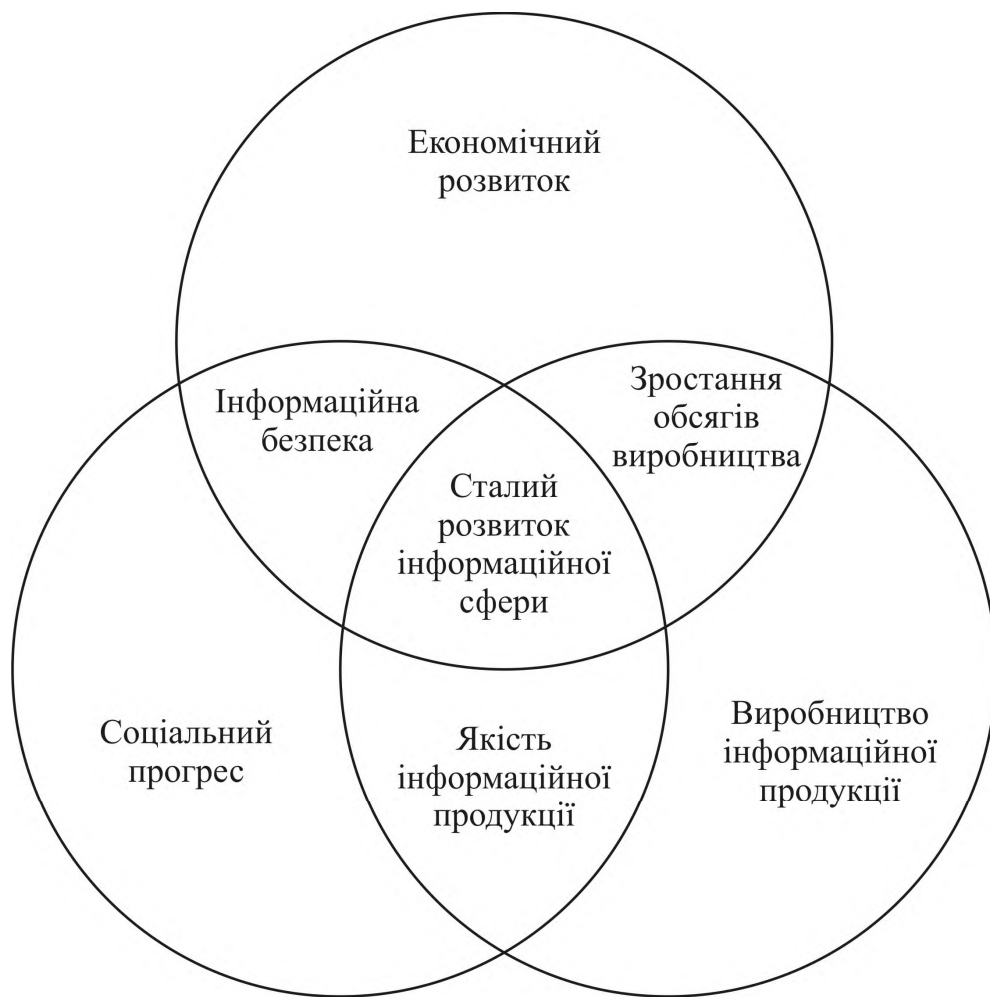 Економічний
розвиток
Інформаційна
безпека
Зростання
обсягів
виробництва
Сталий
розвиток
інформаційної
сфери
Соціальний
прогрес
Якість
інформаційної
продукції
Виробництво
інформаційної
продукції